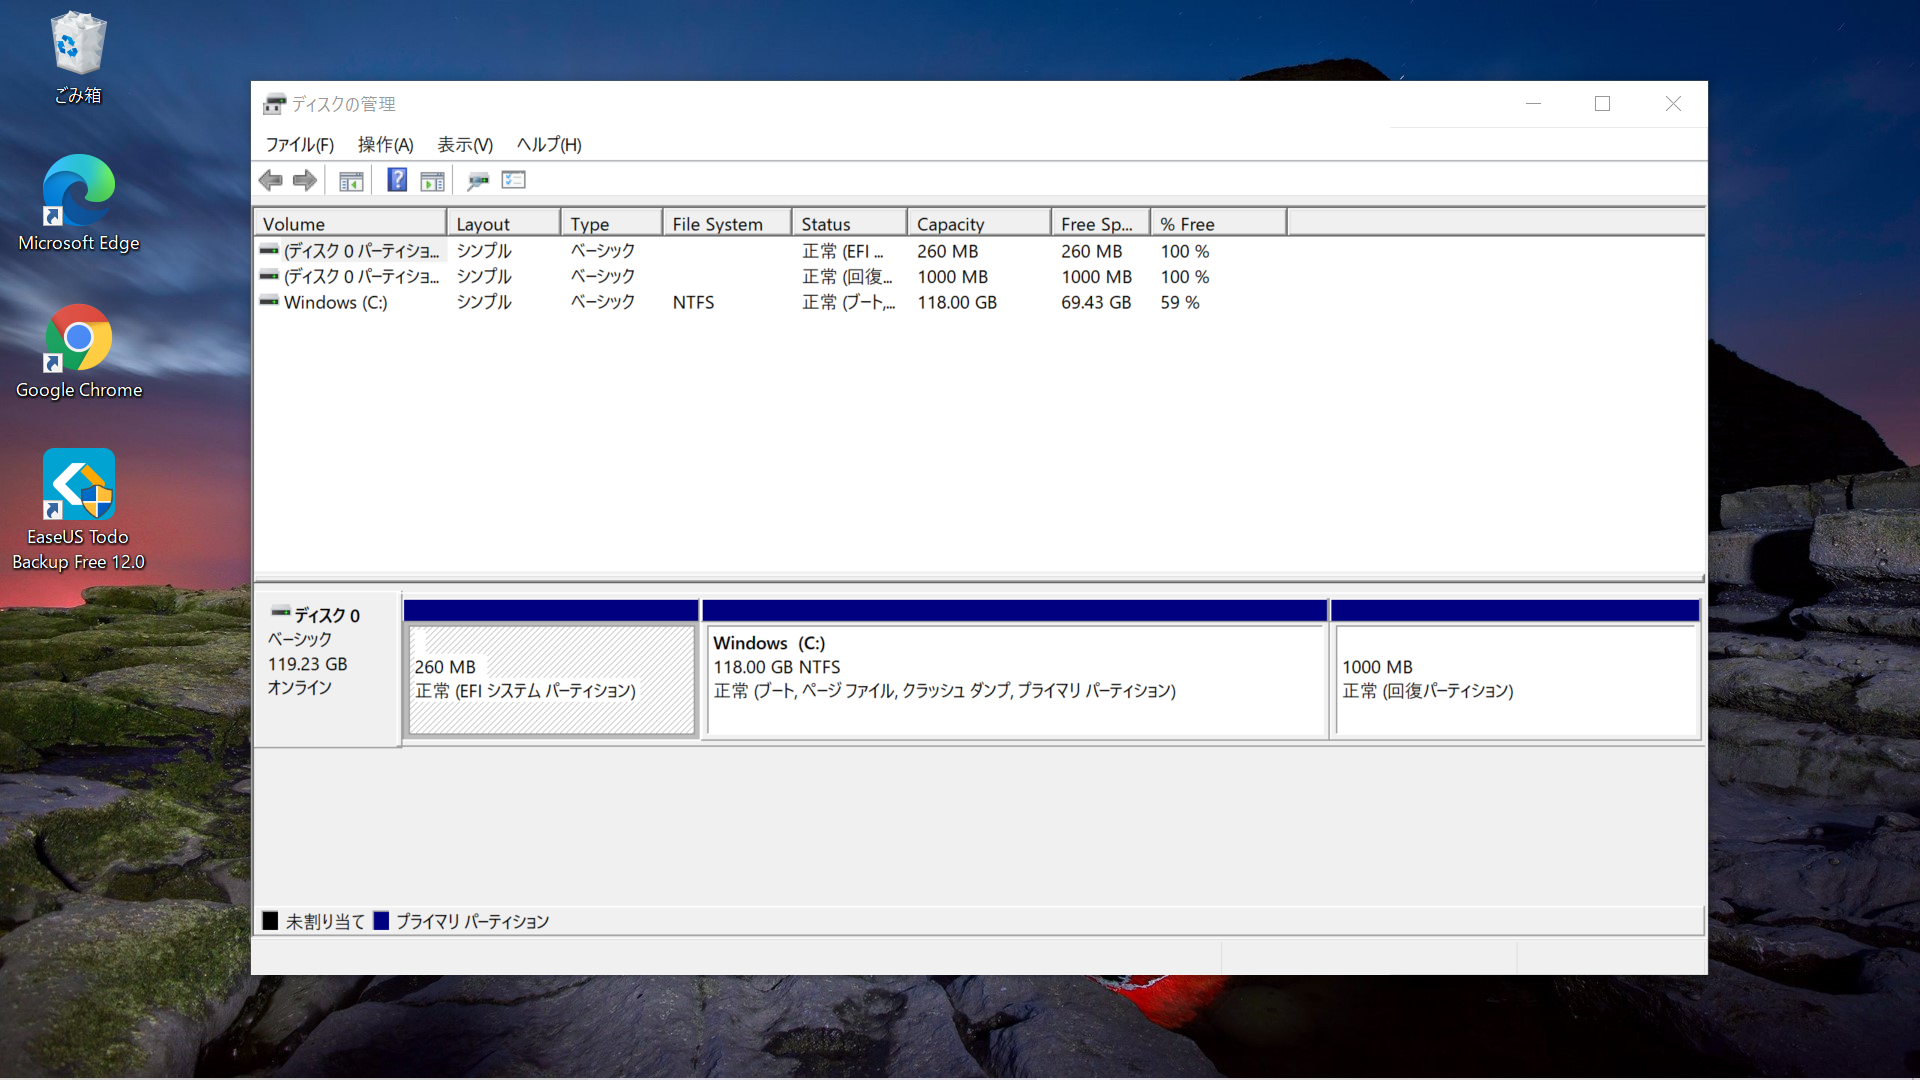 ごみ箱
Microsoft Edge
Google Chrome
EaseUS Todo
Backup Free 12.0
ディスクの管理
ファイル(F) 操作(A) 表示(V) ヘルプ(H)
Volume Layout Type File System Status Capacity Free Sp... % Free
(ディスク 0 パーティショ... シンプル ベーシック 正常 (EFI ... 260 MB 260 MB 100 %
(ディスク 0 パーティショ... シンプル ベーシック 正常 (回復... 1000 MB 1000 MB 100 %
Windows (C:) シンプル ベーシック NTFS 正常 (ブート,... 118.00 GB 69.43 GB 59 %
ディスク 0
ベーシック
119.23 GB
オンライン
260 MB
正常 (EFI システム パーティション)
Windows (C:)
118.00 GB NTFS
正常 (ブート, ページ ファイル, クラッシュ ダンプ, プライマリ パーティション)
1000 MB
正常 (回復パーティション)
未割り当て プライマリ パーティション